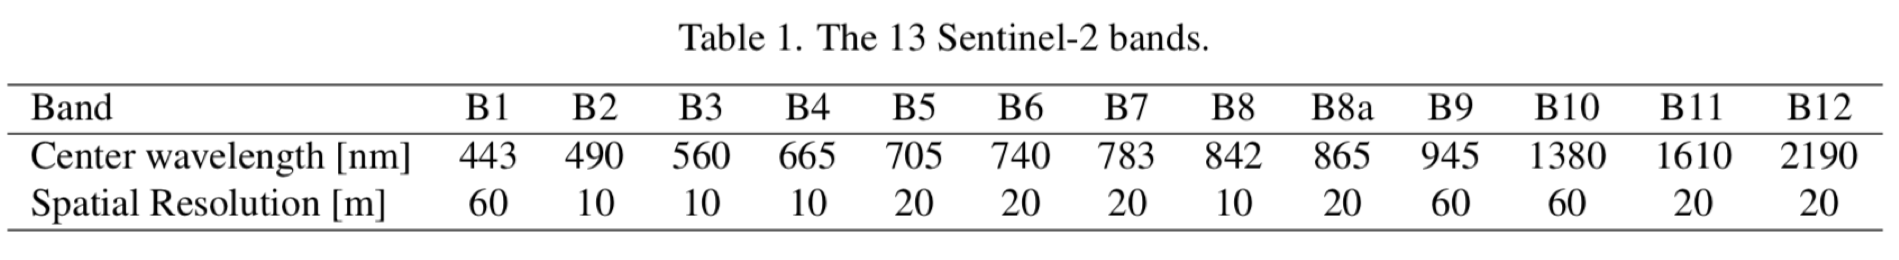 Table 1. The 13 Sentinel-2 bands.
Band B1 B2 B3 B4 B5 B6 B7 B8 B8a B9 B10 B11 B12
Center wavelength [nm] 443 490 560 665 705 740 783 842 865 945 1380 1610 2190
Spatial Resolution [m] 60 10 10 10 20 20 20 10 20 60 60 20 20